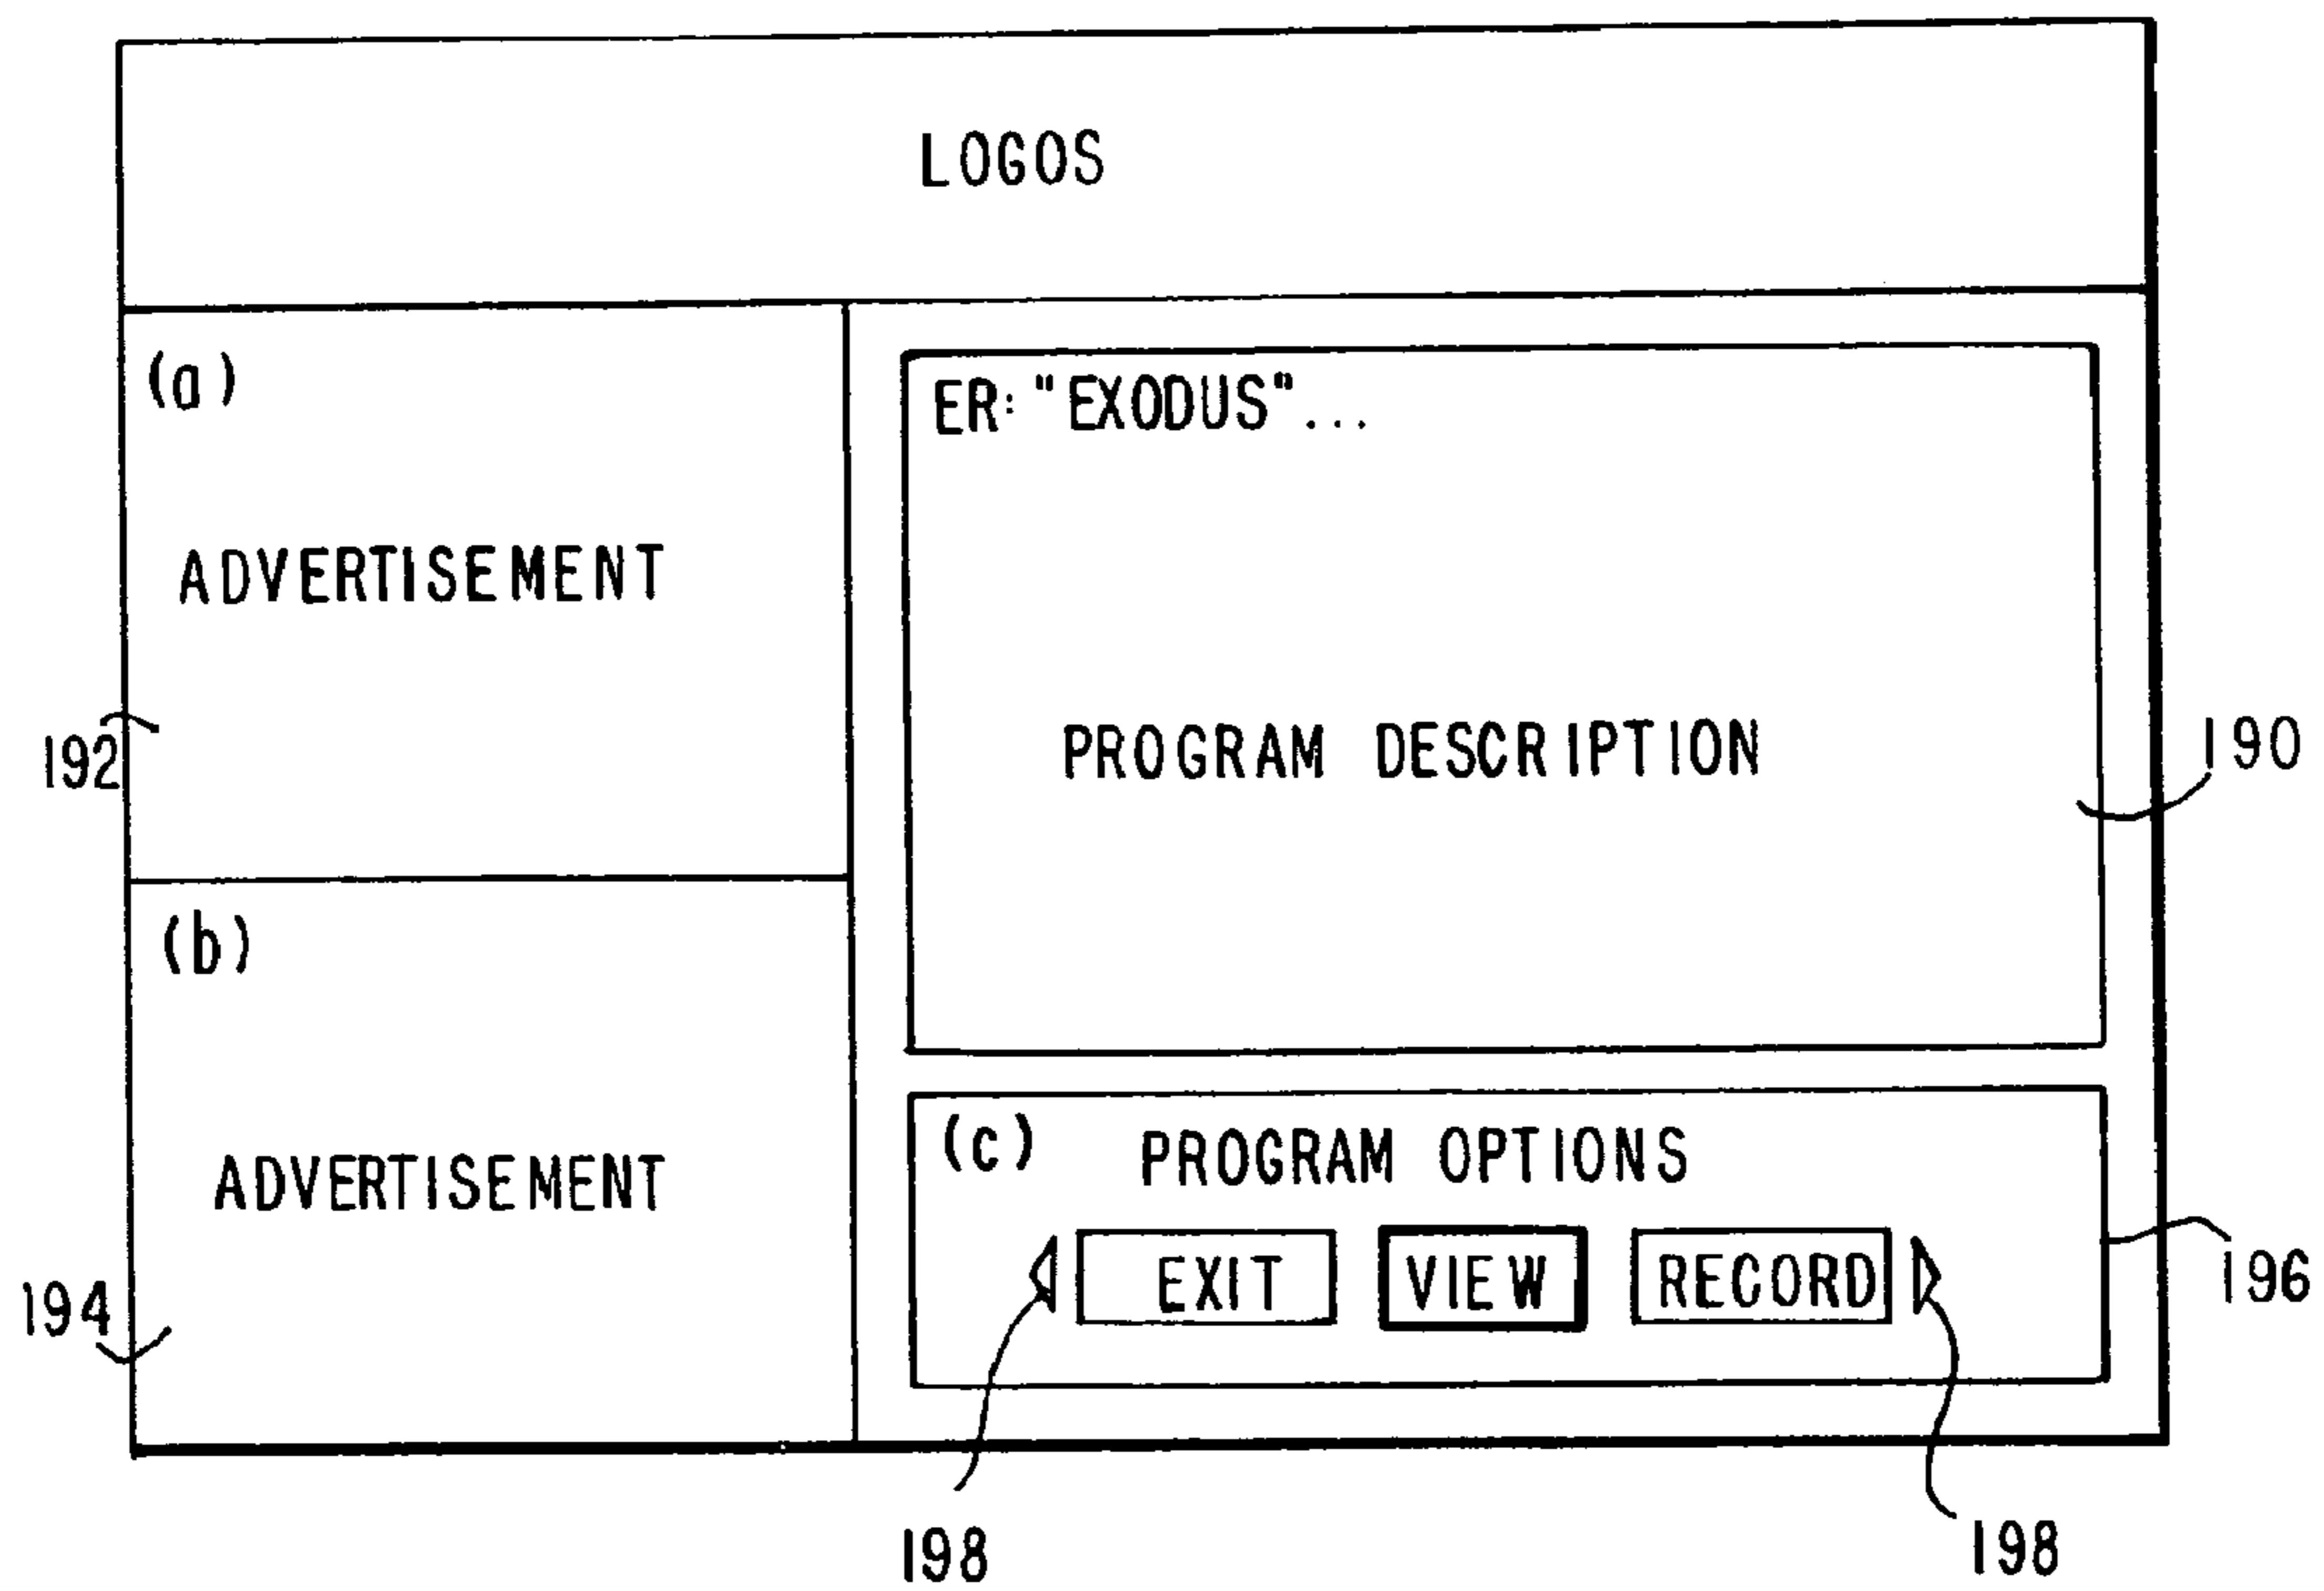 LOGOS
(a)
ADVERTISEMENT
192
(b)
ADVERTISEMENT
194
ER: "EXODUS"...
PROGRAM DESCRIPTION
190
(c) PROGRAM OPTIONS
EXIT VIEW RECORD
196
198 198